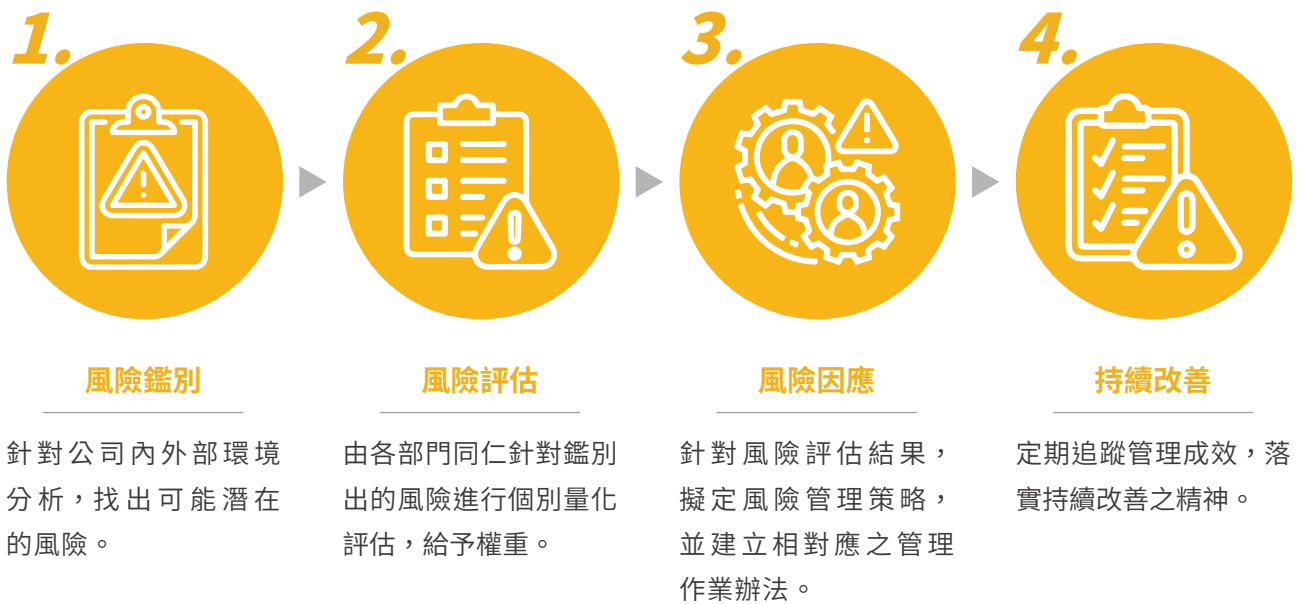 1.
風險鑑別
針對公司內外部環境
分析，找出可能潛在
的風險。
2.
風險評估
由各部門同仁針對鑑別
出的風險進行個別量化
評估，給予權重。
3.
風險因應
針對風險評估結果，
擬定風險管理策略，
並建立相對應之管理
作業辦法。
4.
持續改善
定期追蹤管理成效，落
實持續改善之精神。